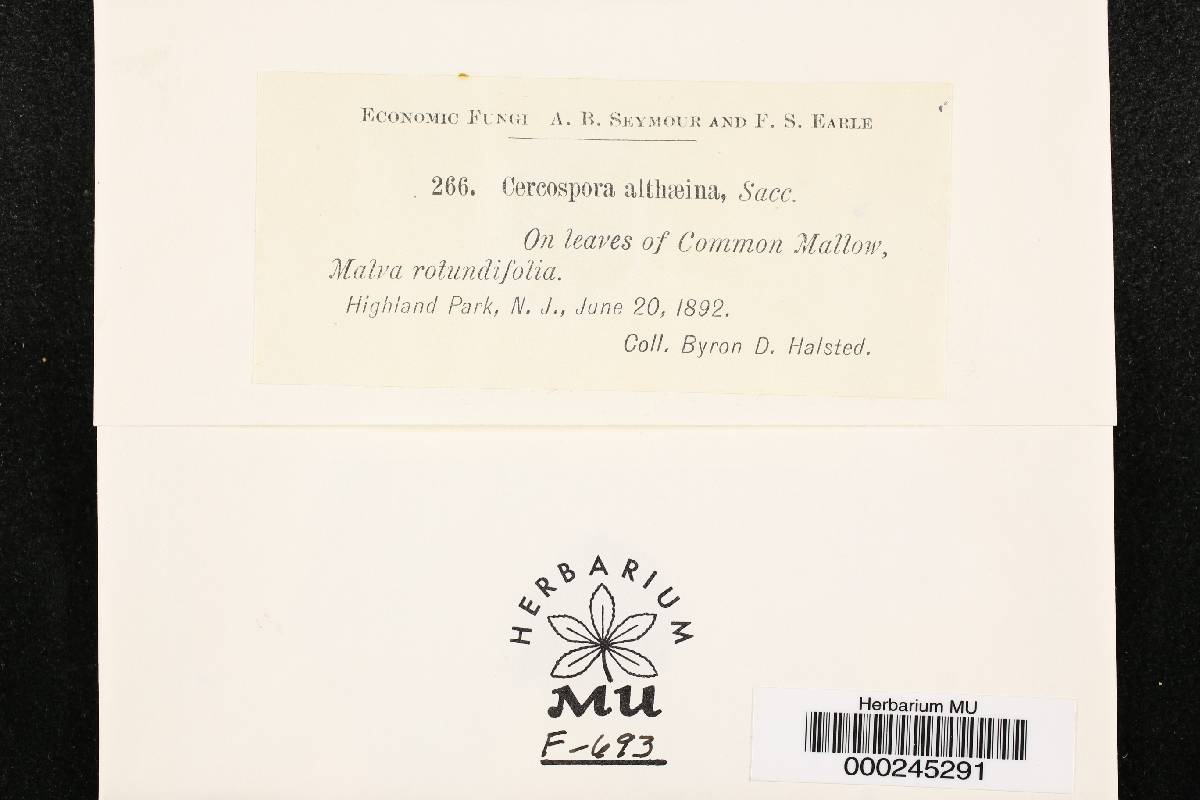 Economic Fungi A. B. Seymour and F. S. Earle
266. Cercospora althæina, Sacc.
On leaves of Common Mallow,
Malva rotundifolia.
Highland Park, N. J., June 20, 1892.
Coll. Byron D. Halsted.
HERBARIUM
MU
F-693
Herbarium MU
000245291